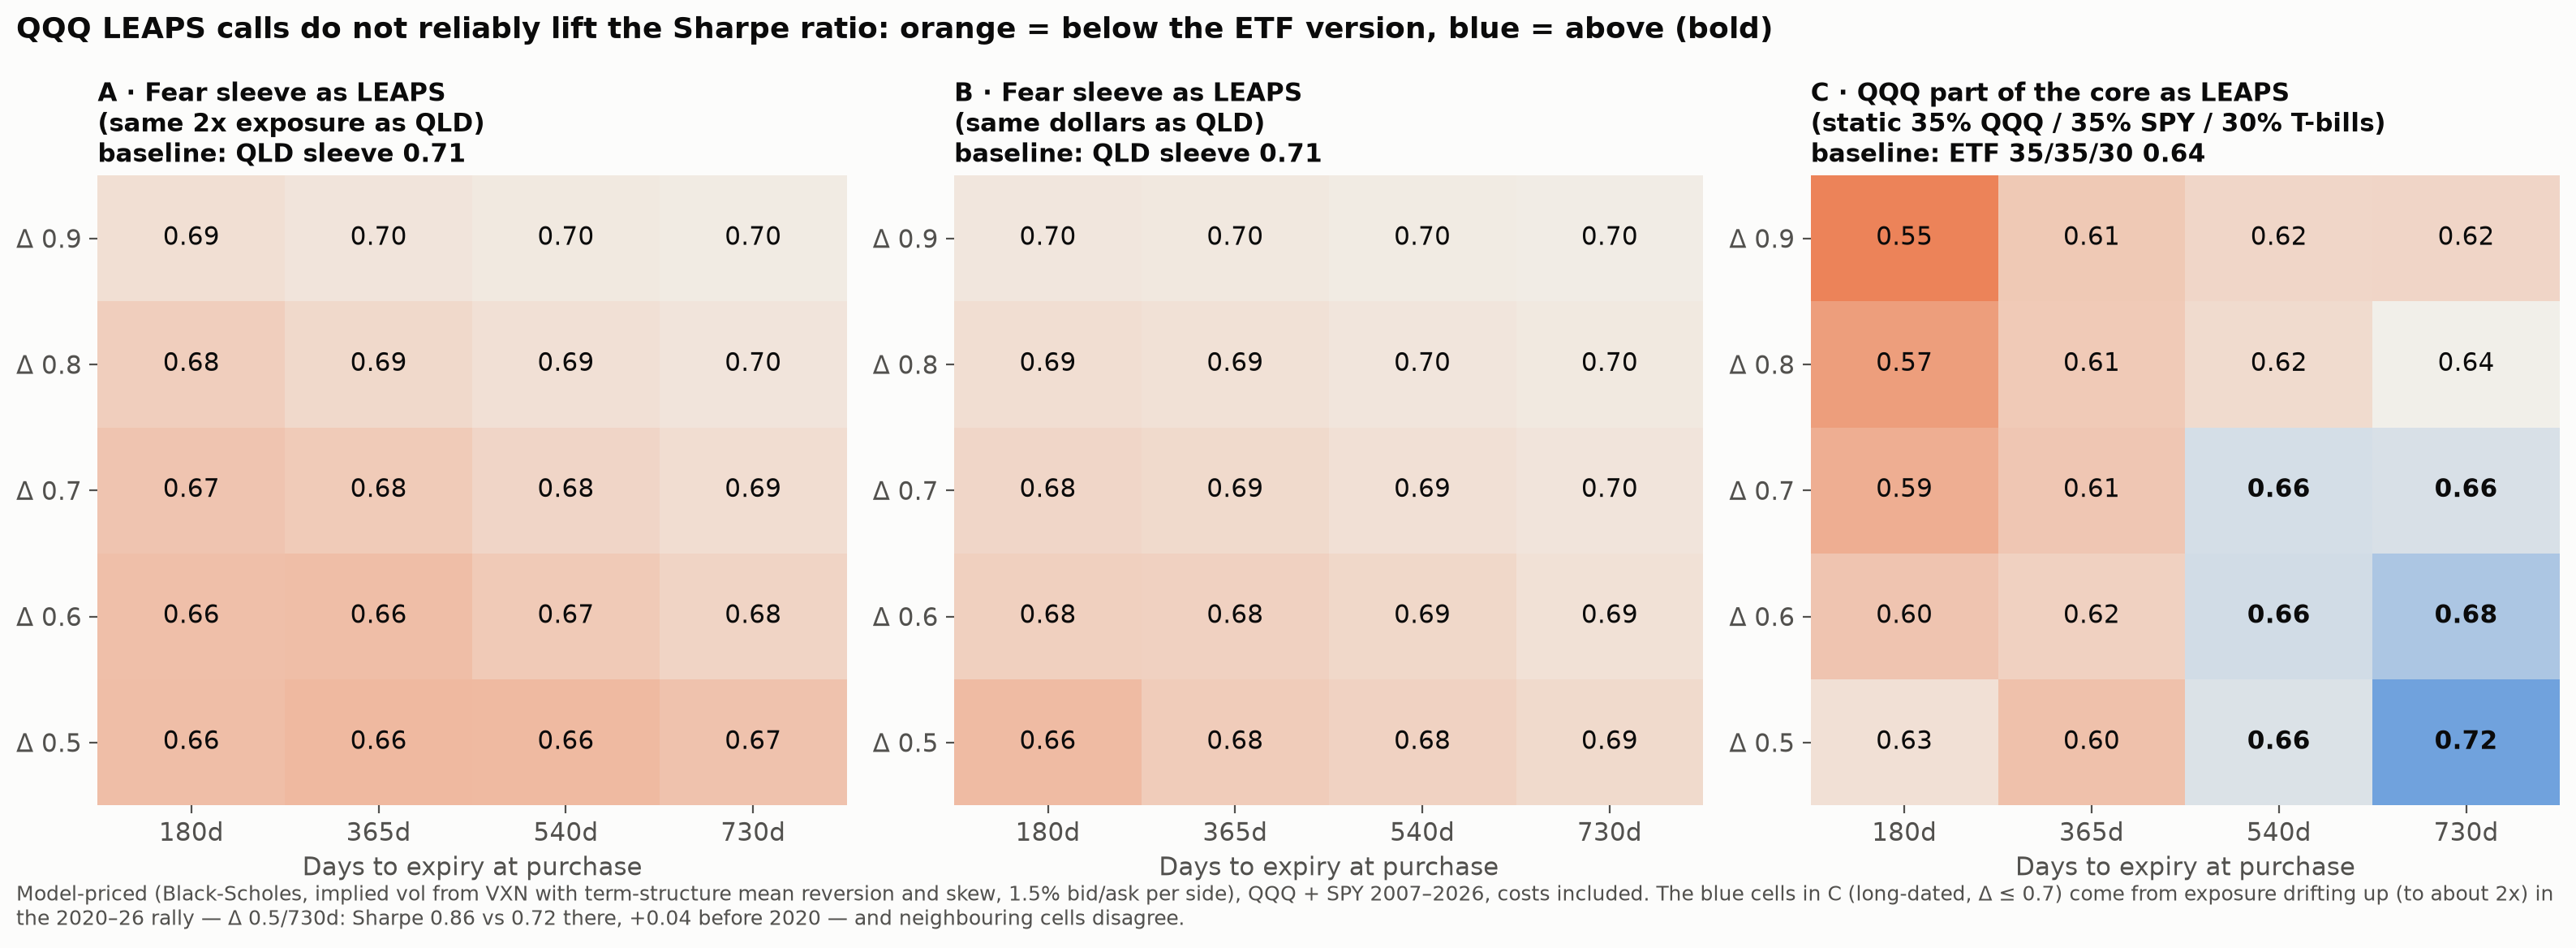 QQQ LEAPS calls do not reliably lift the Sharpe ratio: orange = below the ETF version, blue = above (bold)
A · Fear sleeve as LEAPS
(same 2x exposure as QLD)
baseline: QLD sleeve 0.71
Δ 0.9 0.69 0.70 0.70 0.70
Δ 0.8 0.68 0.69 0.69 0.70
Δ 0.7 0.67 0.68 0.68 0.69
Δ 0.6 0.66 0.66 0.67 0.68
Δ 0.5 0.66 0.66 0.66 0.67
180d 365d 540d 730d
Days to expiry at purchase
B · Fear sleeve as LEAPS
(same dollars as QLD)
baseline: QLD sleeve 0.71
Δ 0.9 0.70 0.70 0.70 0.70
Δ 0.8 0.69 0.69 0.70 0.70
Δ 0.7 0.68 0.69 0.69 0.70
Δ 0.6 0.68 0.68 0.69 0.69
Δ 0.5 0.66 0.68 0.68 0.69
180d 365d 540d 730d
Days to expiry at purchase
C · QQQ part of the core as LEAPS
(static 35% QQQ / 35% SPY / 30% T-bills)
baseline: ETF 35/35/30 0.64
Δ 0.9 0.55 0.61 0.62 0.62
Δ 0.8 0.57 0.61 0.62 0.64
Δ 0.7 0.59 0.61 0.66 0.66
Δ 0.6 0.60 0.62 0.66 0.68
Δ 0.5 0.63 0.60 0.66 0.72
180d 365d 540d 730d
Days to expiry at purchase
Model-priced (Black-Scholes, implied vol from VXN with term-structure mean reversion and skew, 1.5% bid/ask per side), QQQ + SPY 2007–2026, costs included. The blue cells in C (long-dated, Δ ≤ 0.7) come from exposure drifting up (to about 2x) in
the 2020–26 rally — Δ 0.5/730d: Sharpe 0.86 vs 0.72 there, +0.04 before 2020 — and neighbouring cells disagree.